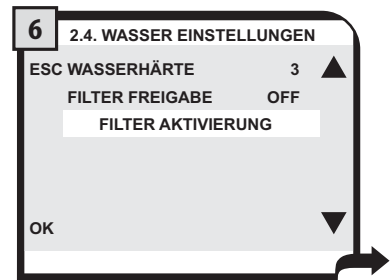 6
2.4. WASSER EINSTELLUNGEN
ESC WASSERHÄRTE 3
FILTER FREIGABE OFF
FILTER AKTIVIERUNG
OK